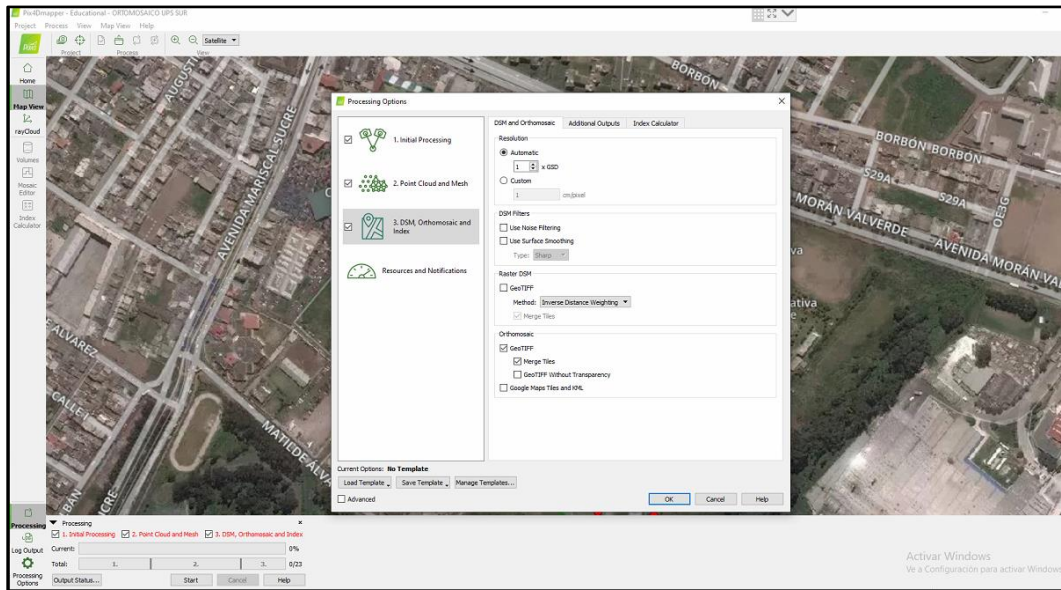 Pix4Dmapper - Educational - ORTOMOSAICO UPS SUR
Project Process View Map View Help
Satellite
Project Process View
Home
Map View
rayCloud
Volumes
Mosaic
Editor
Index
Calculator
AVENIDA MARISCAL SUCRE
BORBÓN
BORBÓN BORBÓN
S29A
S29A
OE3G
MORÁN VALVERDE
AVENIDA MORÁN VAL
CALLE I
MATILDE ALVA
Processing Options
1. Initial Processing
2. Point Cloud and Mesh
3. DSM, Orthomosaic and
Index
Resources and Notifications
DSM and Orthomosaic Additional Outputs Index Calculator
Resolution
Automatic
1 x GSD
Custom
1 cm/pixel
DSM Filters
Use Noise Filtering
Use Surface Smoothing
Type: Sharp
Raster DSM
GeoTIFF
Method: Inverse Distance Weighting
Merge Tiles
Orthomosaic
GeoTIFF
Merge Tiles
GeoTIFF Without Transparency
Google Maps Tiles and KML
Current Options: No Template
Load Template Save Template Manage Templates...
Advanced
OK Cancel Help
Processing
Log Output
Processing
Options
Processing x
1. Initial Processing 2. Point Cloud and Mesh 3. DSM, Orthomosaic and Index
Current: 0%
Total: 1. 2. 3. 0/23
Output Status... Start Cancel Help
Activar Windows
Ve a Configuración para activar Windows